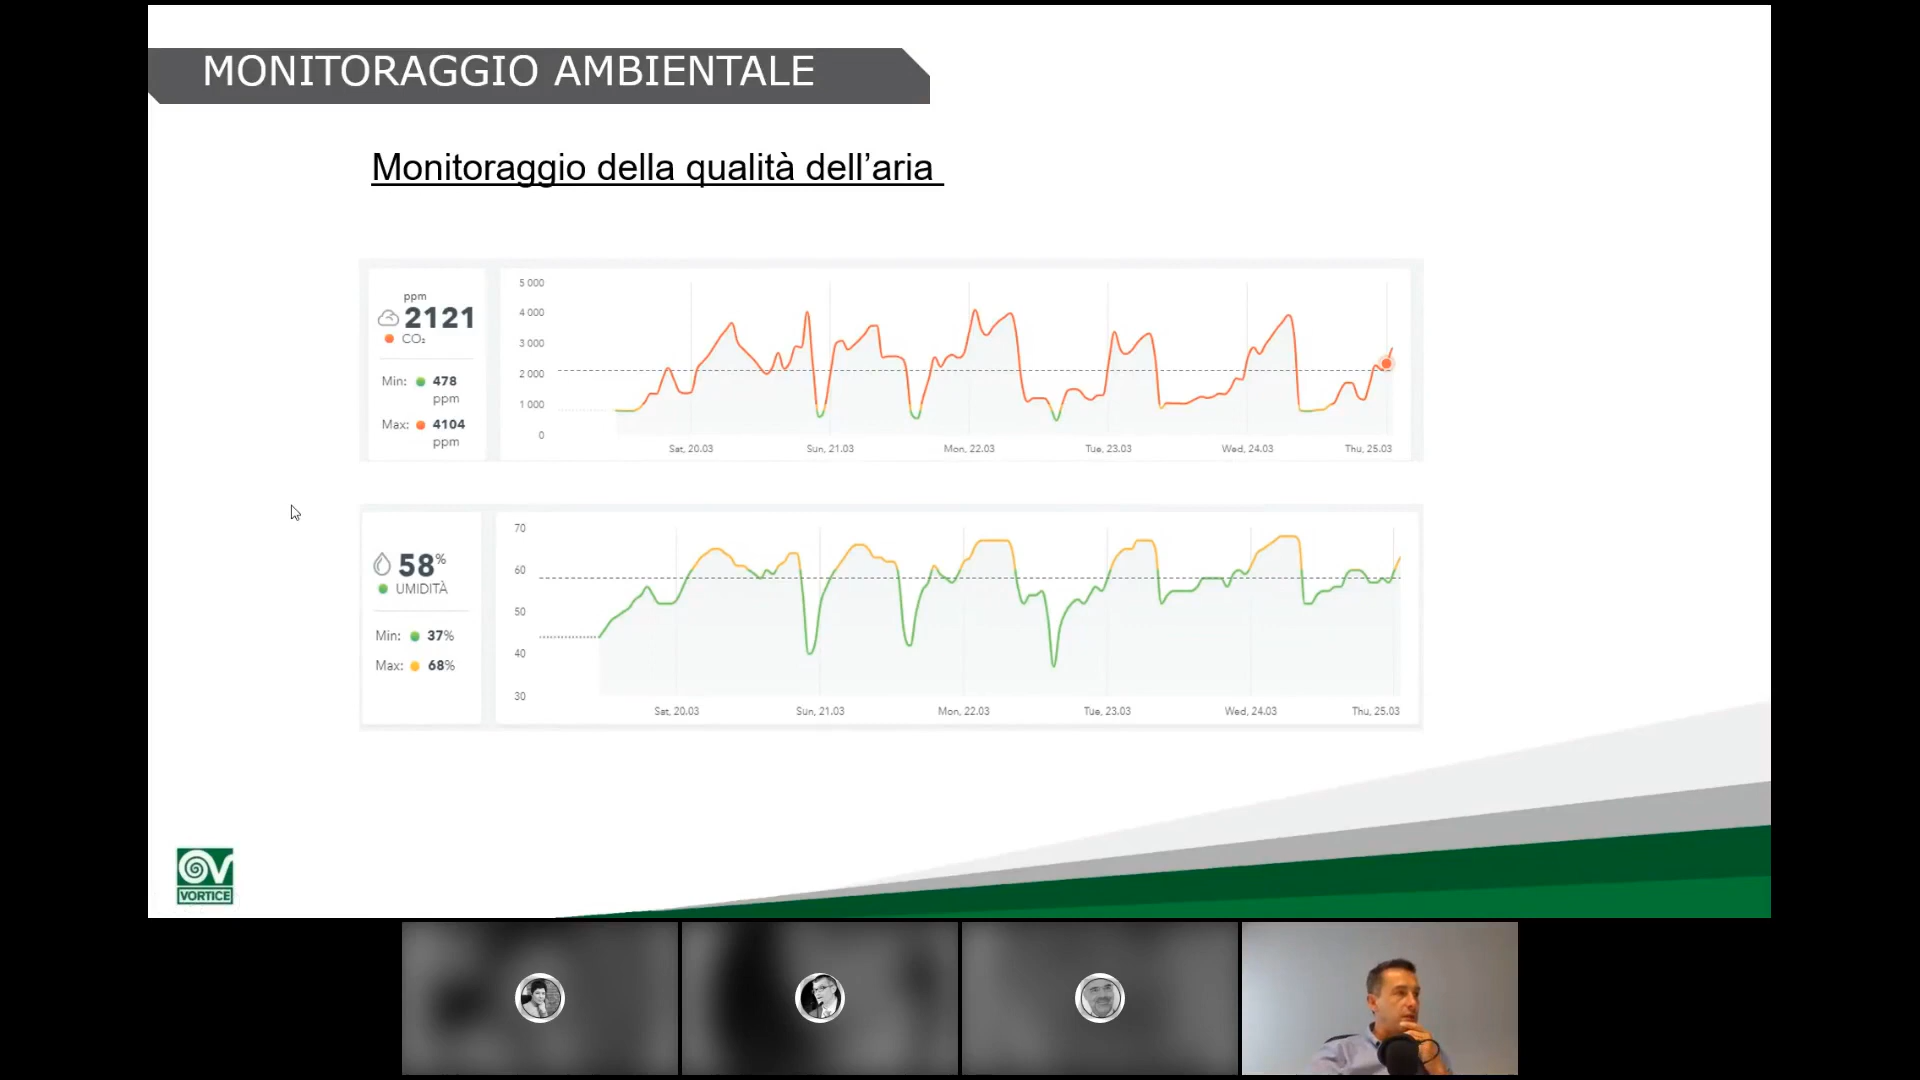 MONITORAGGIO AMBIENTALE
Monitoraggio della qualità dell’aria
ppm
2121
CO₂
Min: 478
ppm
Max: 4104
ppm
5 000
4 000
3 000
2 000
1 000
0
Sat, 20.03
Sun, 21.03
Mon, 22.03
Tue, 23.03
Wed, 24.03
Thu, 25.03
58%
UMIDITÀ
Min: 37%
Max: 68%
70
60
50
40
30
Sat, 20.03
Sun, 21.03
Mon, 22.03
Tue, 23.03
Wed, 24.03
Thu, 25.03
VORTICE